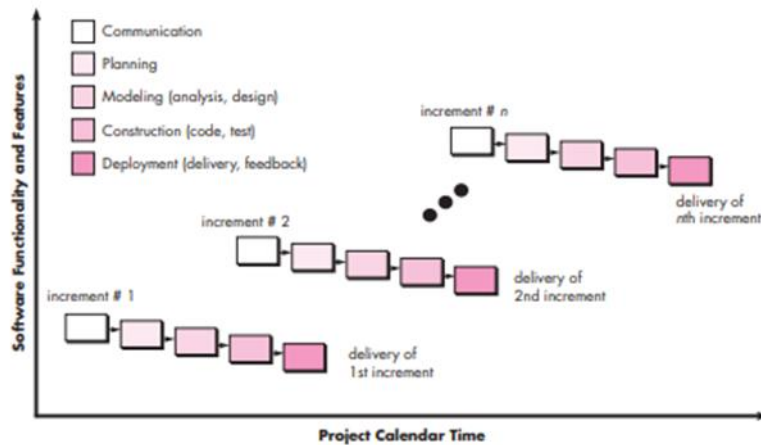 Software Functionality and Features
Communication
Planning
Modeling (analysis, design)
Construction (code, test)
Deployment (delivery, feedback)
increment # n
delivery of
nth increment
increment # 2
delivery of
2nd increment
increment # 1
delivery of
1st increment
Project Calendar Time